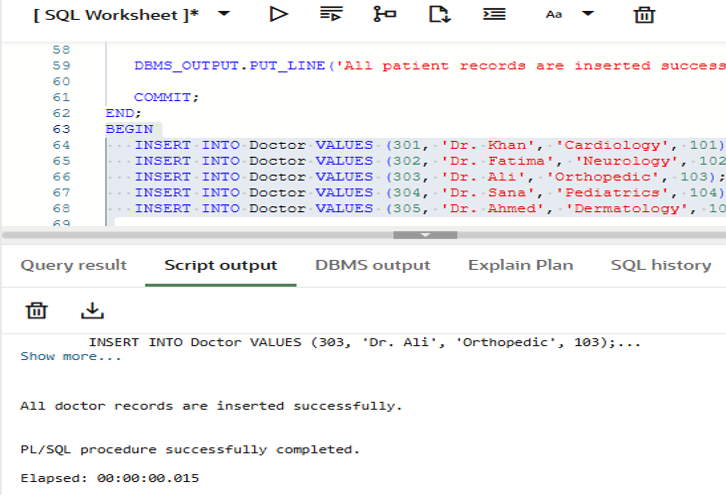 [ SQL Worksheet ]* Aa
58
59 DBMS_OUTPUT.PUT_LINE('All patient records are inserted success
60
61 COMMIT;
62 END;
63 BEGIN
64 INSERT INTO Doctor VALUES (301, 'Dr. Khan', 'Cardiology', 101)
65 INSERT INTO Doctor VALUES (302, 'Dr. Fatima', 'Neurology', 102
66 INSERT INTO Doctor VALUES (303, 'Dr. Ali', 'Orthopedic', 103);
67 INSERT INTO Doctor VALUES (304, 'Dr. Sana', 'Pediatrics', 104)
68 INSERT INTO Doctor VALUES (305, 'Dr. Ahmed', 'Dermatology', 10
69
Query result Script output DBMS output Explain Plan SQL history
INSERT INTO Doctor VALUES (303, 'Dr. Ali', 'Orthopedic', 103);...
Show more...
All doctor records are inserted successfully.
PL/SQL procedure successfully completed.
Elapsed: 00:00:00.015